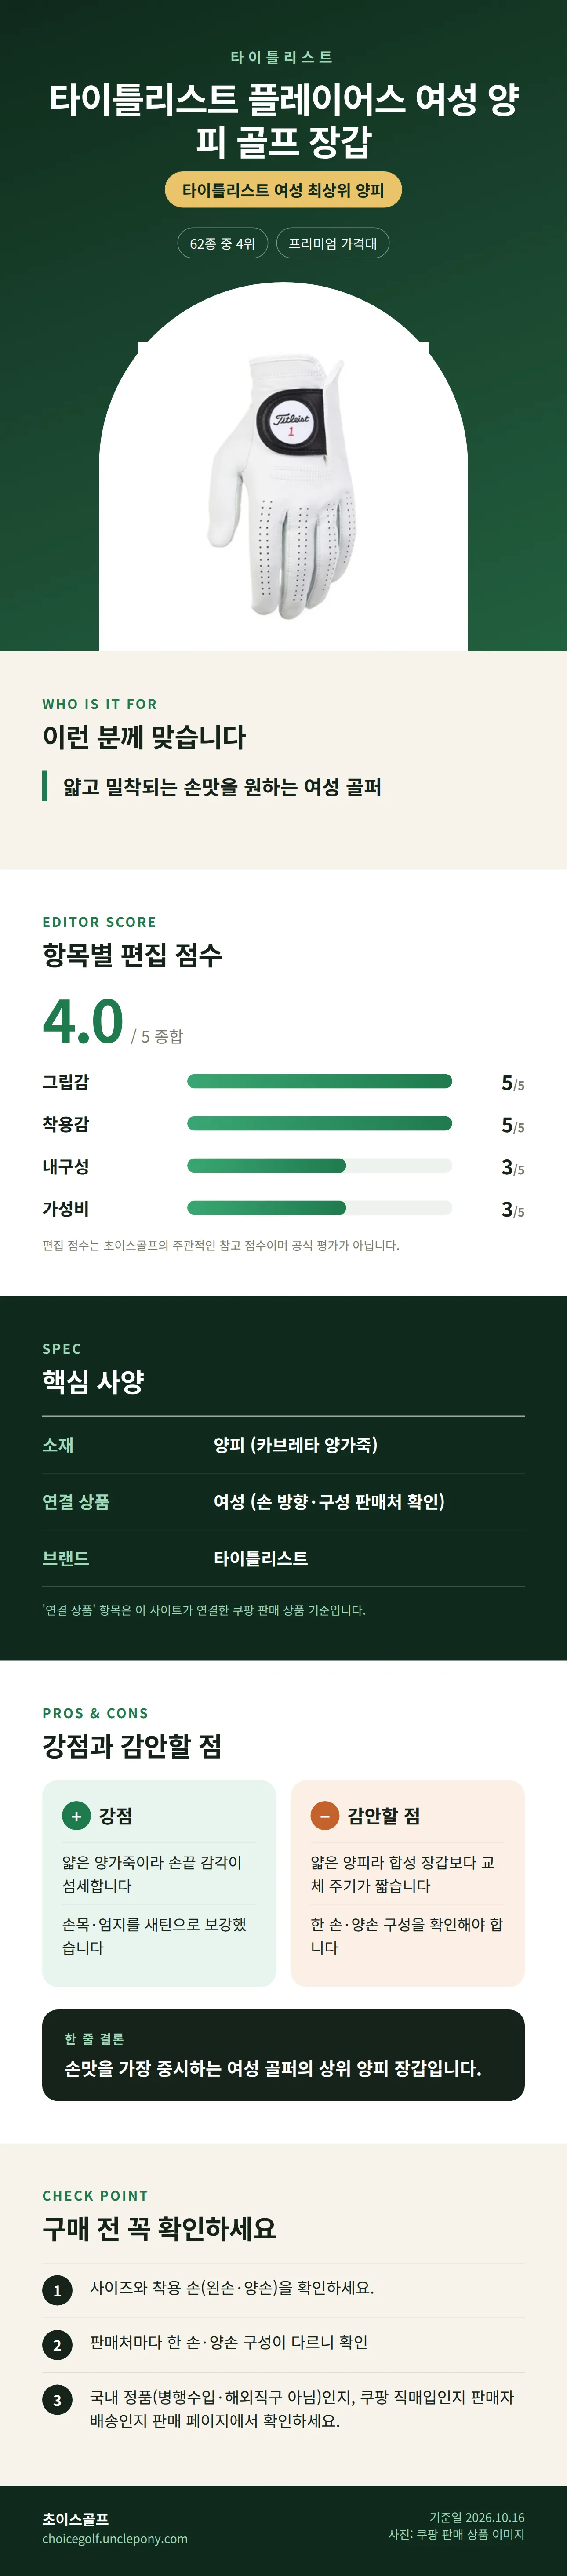 타이틀리스트
타이틀리스트 플레이어스 여성 양
피 골프 장갑
타이틀리스트 여성 최상위 양피
62종 중 4위
프리미엄 가격대
Titleist
1
WHO IS IT FOR
이런 분께 맞습니다
얇고 밀착되는 손맛을 원하는 여성 골퍼
EDITOR SCORE
항목별 편집 점수
4.0 / 5 종합
그립감 5/5
착용감 5/5
내구성 3/5
가성비 3/5
편집 점수는 초이스골프의 주관적인 참고 점수이며 공식 평가가 아닙니다.
SPEC
핵심 사양
소재 양피 (카브레타 양가죽)
연결 상품 여성 (손 방향·구성 판매처 확인)
브랜드 타이틀리스트
'연결 상품' 항목은 이 사이트가 연결한 쿠팡 판매 상품 기준입니다.
PROS & CONS
강점과 감안할 점
+ 강점
얇은 양가죽이라 손끝 감각이
섬세합니다
손목·엄지를 새틴으로 보강했
습니다
− 감안할 점
얇은 양피라 합성 장갑보다 교
체 주기가 짧습니다
한 손·양손 구성을 확인해야 합
니다
한 줄 결론
손맛을 가장 중시하는 여성 골퍼의 상위 양피 장갑입니다.
CHECK POINT
구매 전 꼭 확인하세요
1 사이즈와 착용 손(왼손·양손)을 확인하세요.
2 판매처마다 한 손·양손 구성이 다르니 확인
3 국내 정품(병행수입·해외직구 아님)인지, 쿠팡 직매입인지 판매자
배송인지 판매 페이지에서 확인하세요.
초이스골프
choicegolf.unclepony.com
기준일 2026.10.16
사진: 쿠팡 판매 상품 이미지